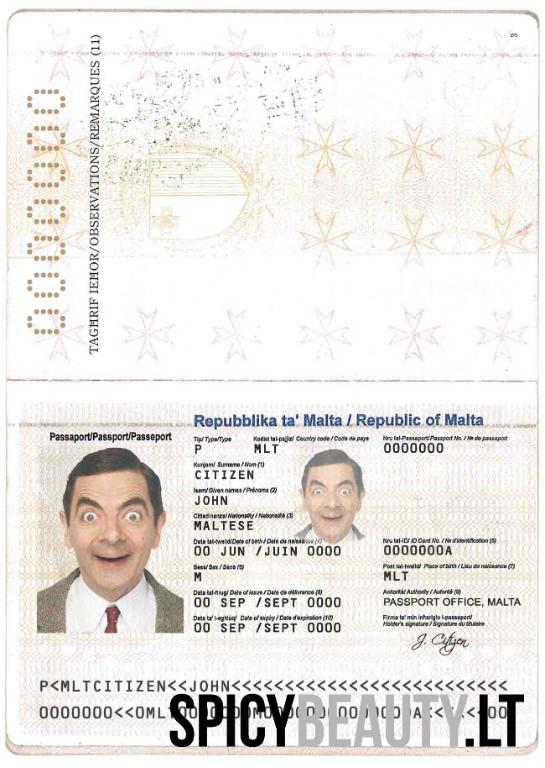 3
0000000
TAGHRIF IEHOR/OBSERVATIONS/REMARQUES (11)
Repubblika ta' Malta / Republic of Malta
Passaport/Passport/Passeport
Tip/Type/Type
Kodiċi tal-pajjiż/ Country code / Code de pays
Nru tal-Passaport/Passport No. / No de passeport
P
MLT
0000000
Kunjom/ Surname / Nom (1)
CITIZEN
Isem/ Given names / Prénoms (2)
JOHN
Ċittadinanza/ Nationality / Nationalité (3)
MALTESE
Data tat-twelid/Date of birth / Date de naissance (4)
Nru tal-ID/ ID Card No. / No d'identification (5)
00 JUN /JUIN 0000
0000000A
Sess/ Sex / Sexe (6)
Post tat-twelid/ Place of birth / Lieu de naissance (7)
M
MLT
Data tal-ħruġ/ Date of issue / Date de délivrance (8)
Awtorità/ Authority / Autorité (9)
00 SEP /SEPT 0000
PASSPORT OFFICE, MALTA
Data ta' l-egħluq/ Date of expiry / Date d'expiration (10)
Firma ta' min inħariġlu l-passaport/
Holder's signature / Signature du titulaire
00 SEP /SEPT 0000
J. Citizen
P<MLTCITIZEN<<JOHN<<<<<<<<<<<<<<<<<<<<<<<<<<
SPICYBEAUTY.LT